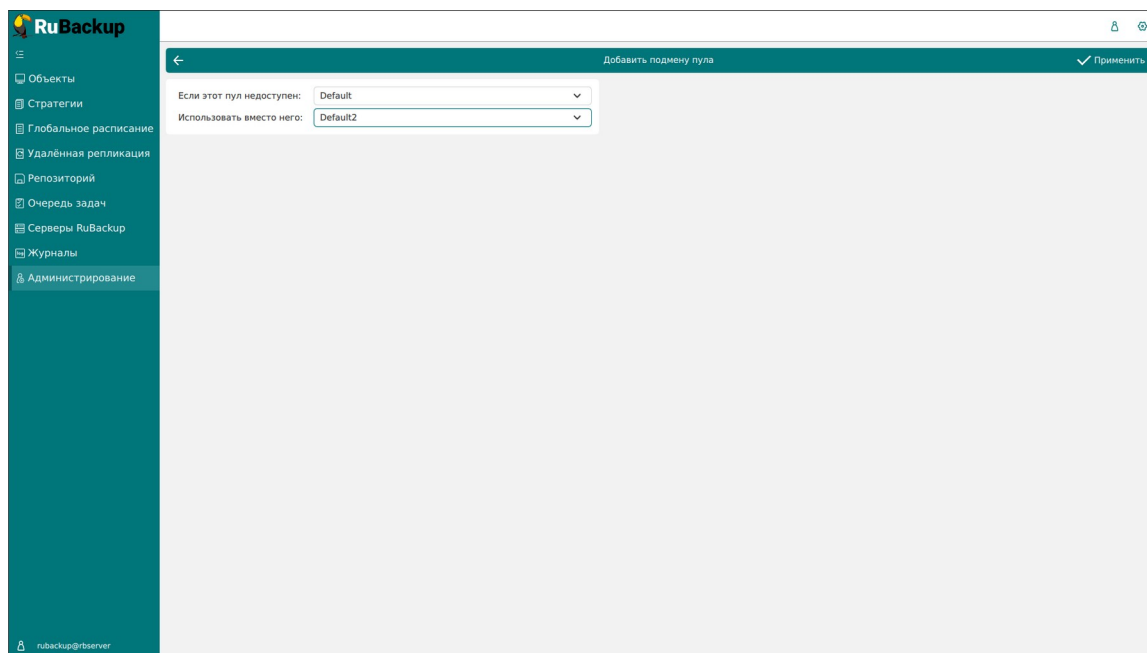 RuBackup
Добавить подмену пула
Применить
Объекты
Стратегии
Глобальное расписание
Удалённая репликация
Репозиторий
Очередь задач
Серверы RuBackup
Журналы
Администрирование
Если этот пул недоступен: Default
Использовать вместо него: Default2
rubackup@rbserver